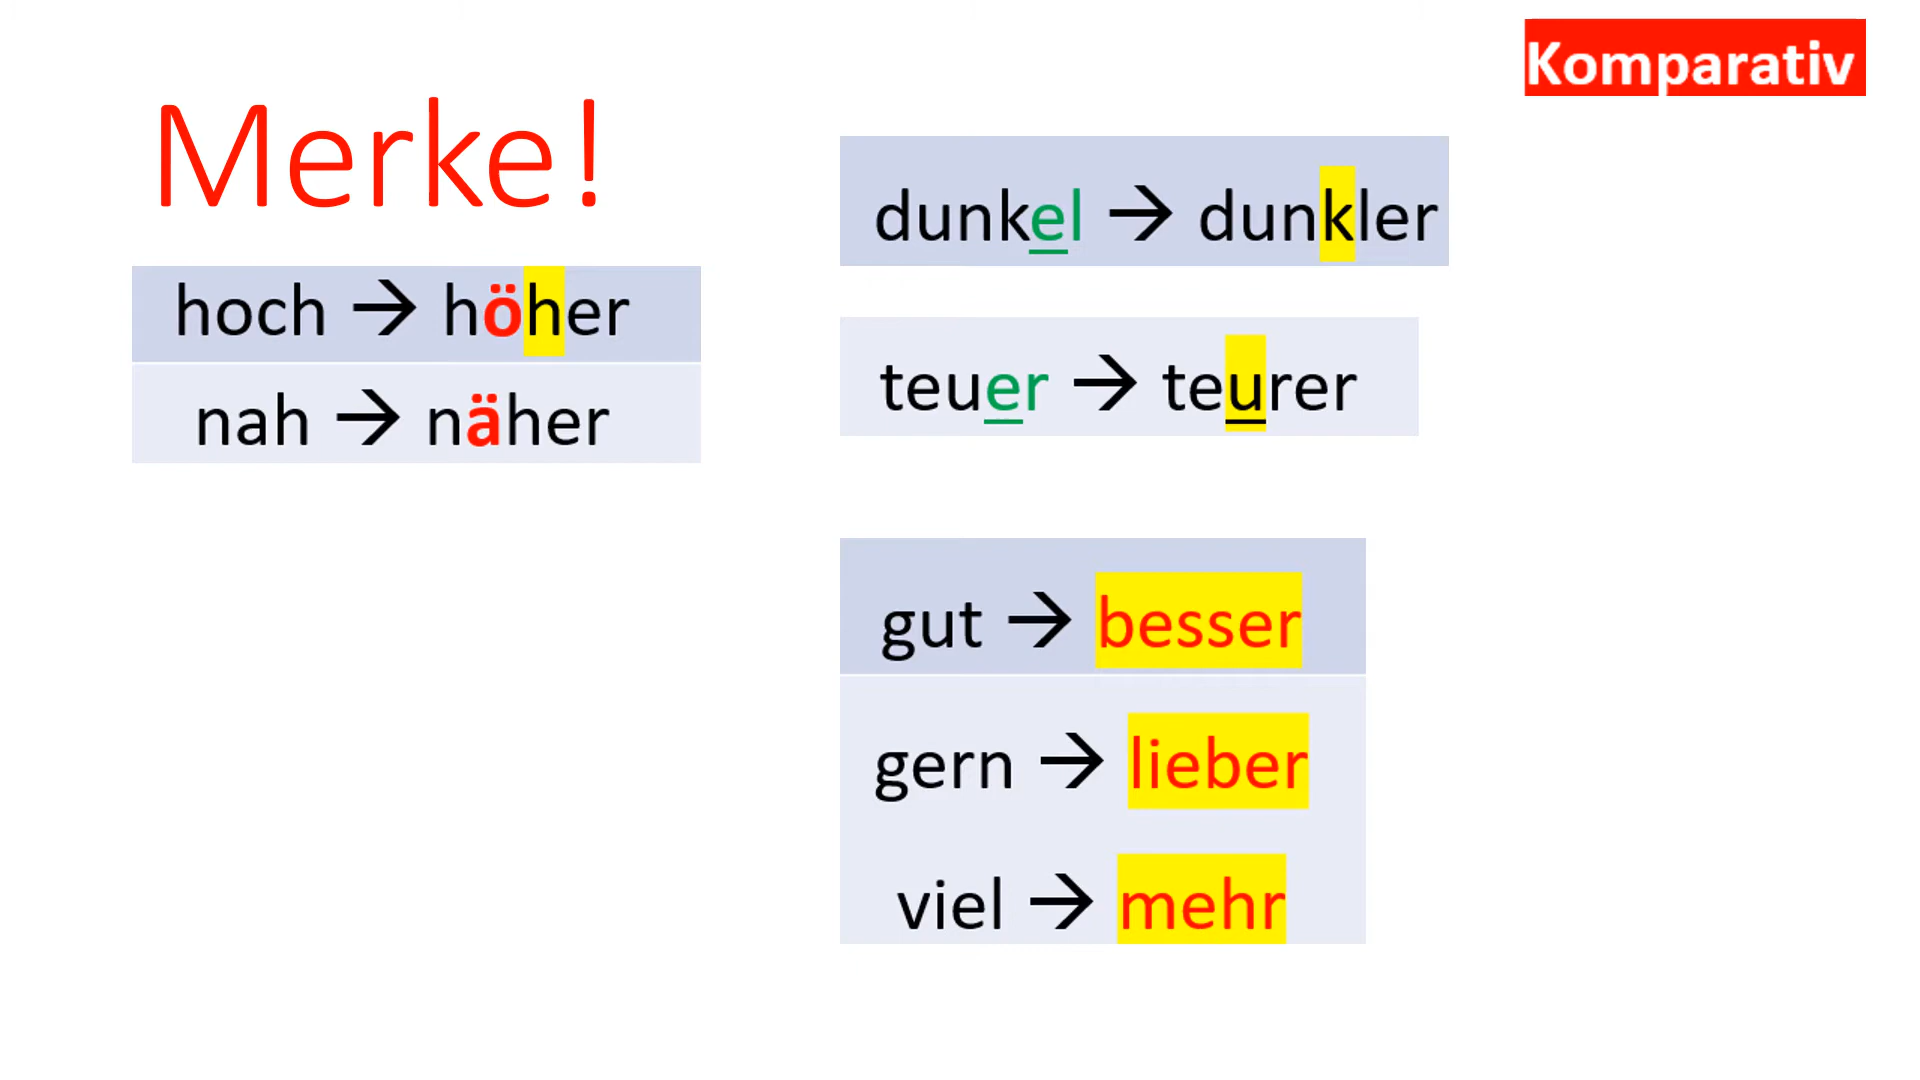 Komparativ
Merke!
hoch → höher
nah → näher
dunkel → dunkler
teuer → teurer
gut → besser
gern → lieber
viel → mehr